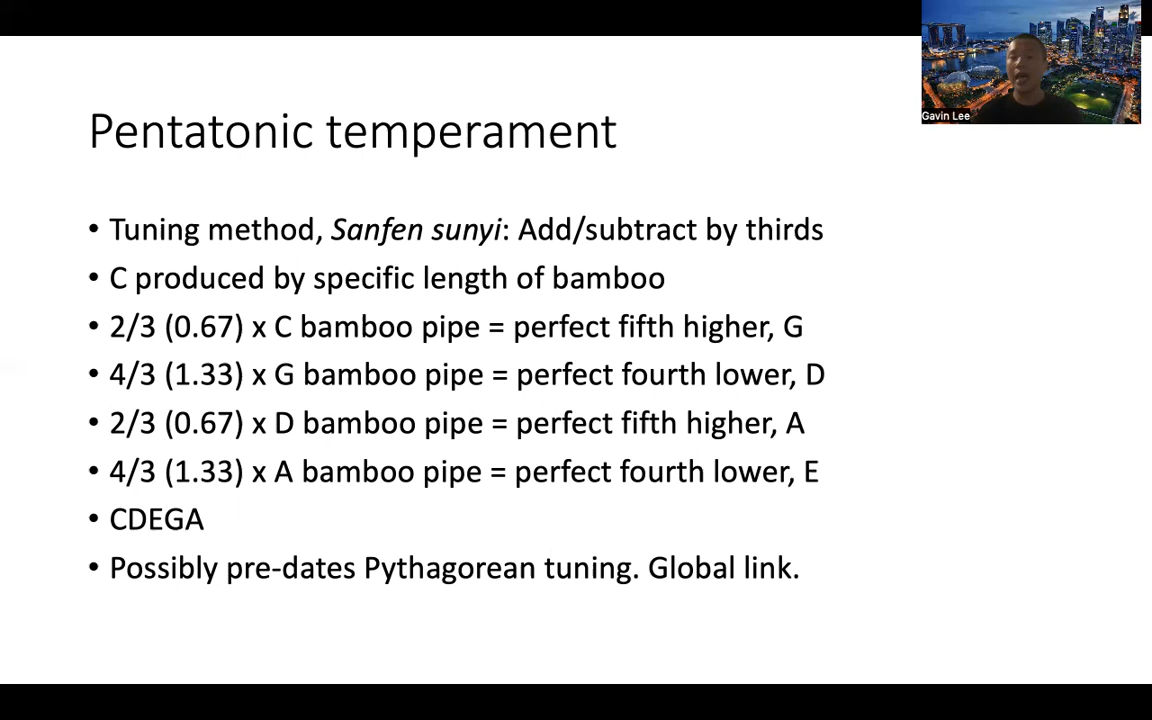 Gavin Lee
Pentatonic temperament
• Tuning method, Sanfen sunyi: Add/subtract by thirds
• C produced by specific length of bamboo
• 2/3 (0.67) x C bamboo pipe = perfect fifth higher, G
• 4/3 (1.33) x G bamboo pipe = perfect fourth lower, D
• 2/3 (0.67) x D bamboo pipe = perfect fifth higher, A
• 4/3 (1.33) x A bamboo pipe = perfect fourth lower, E
• CDEGA
• Possibly pre-dates Pythagorean tuning. Global link.